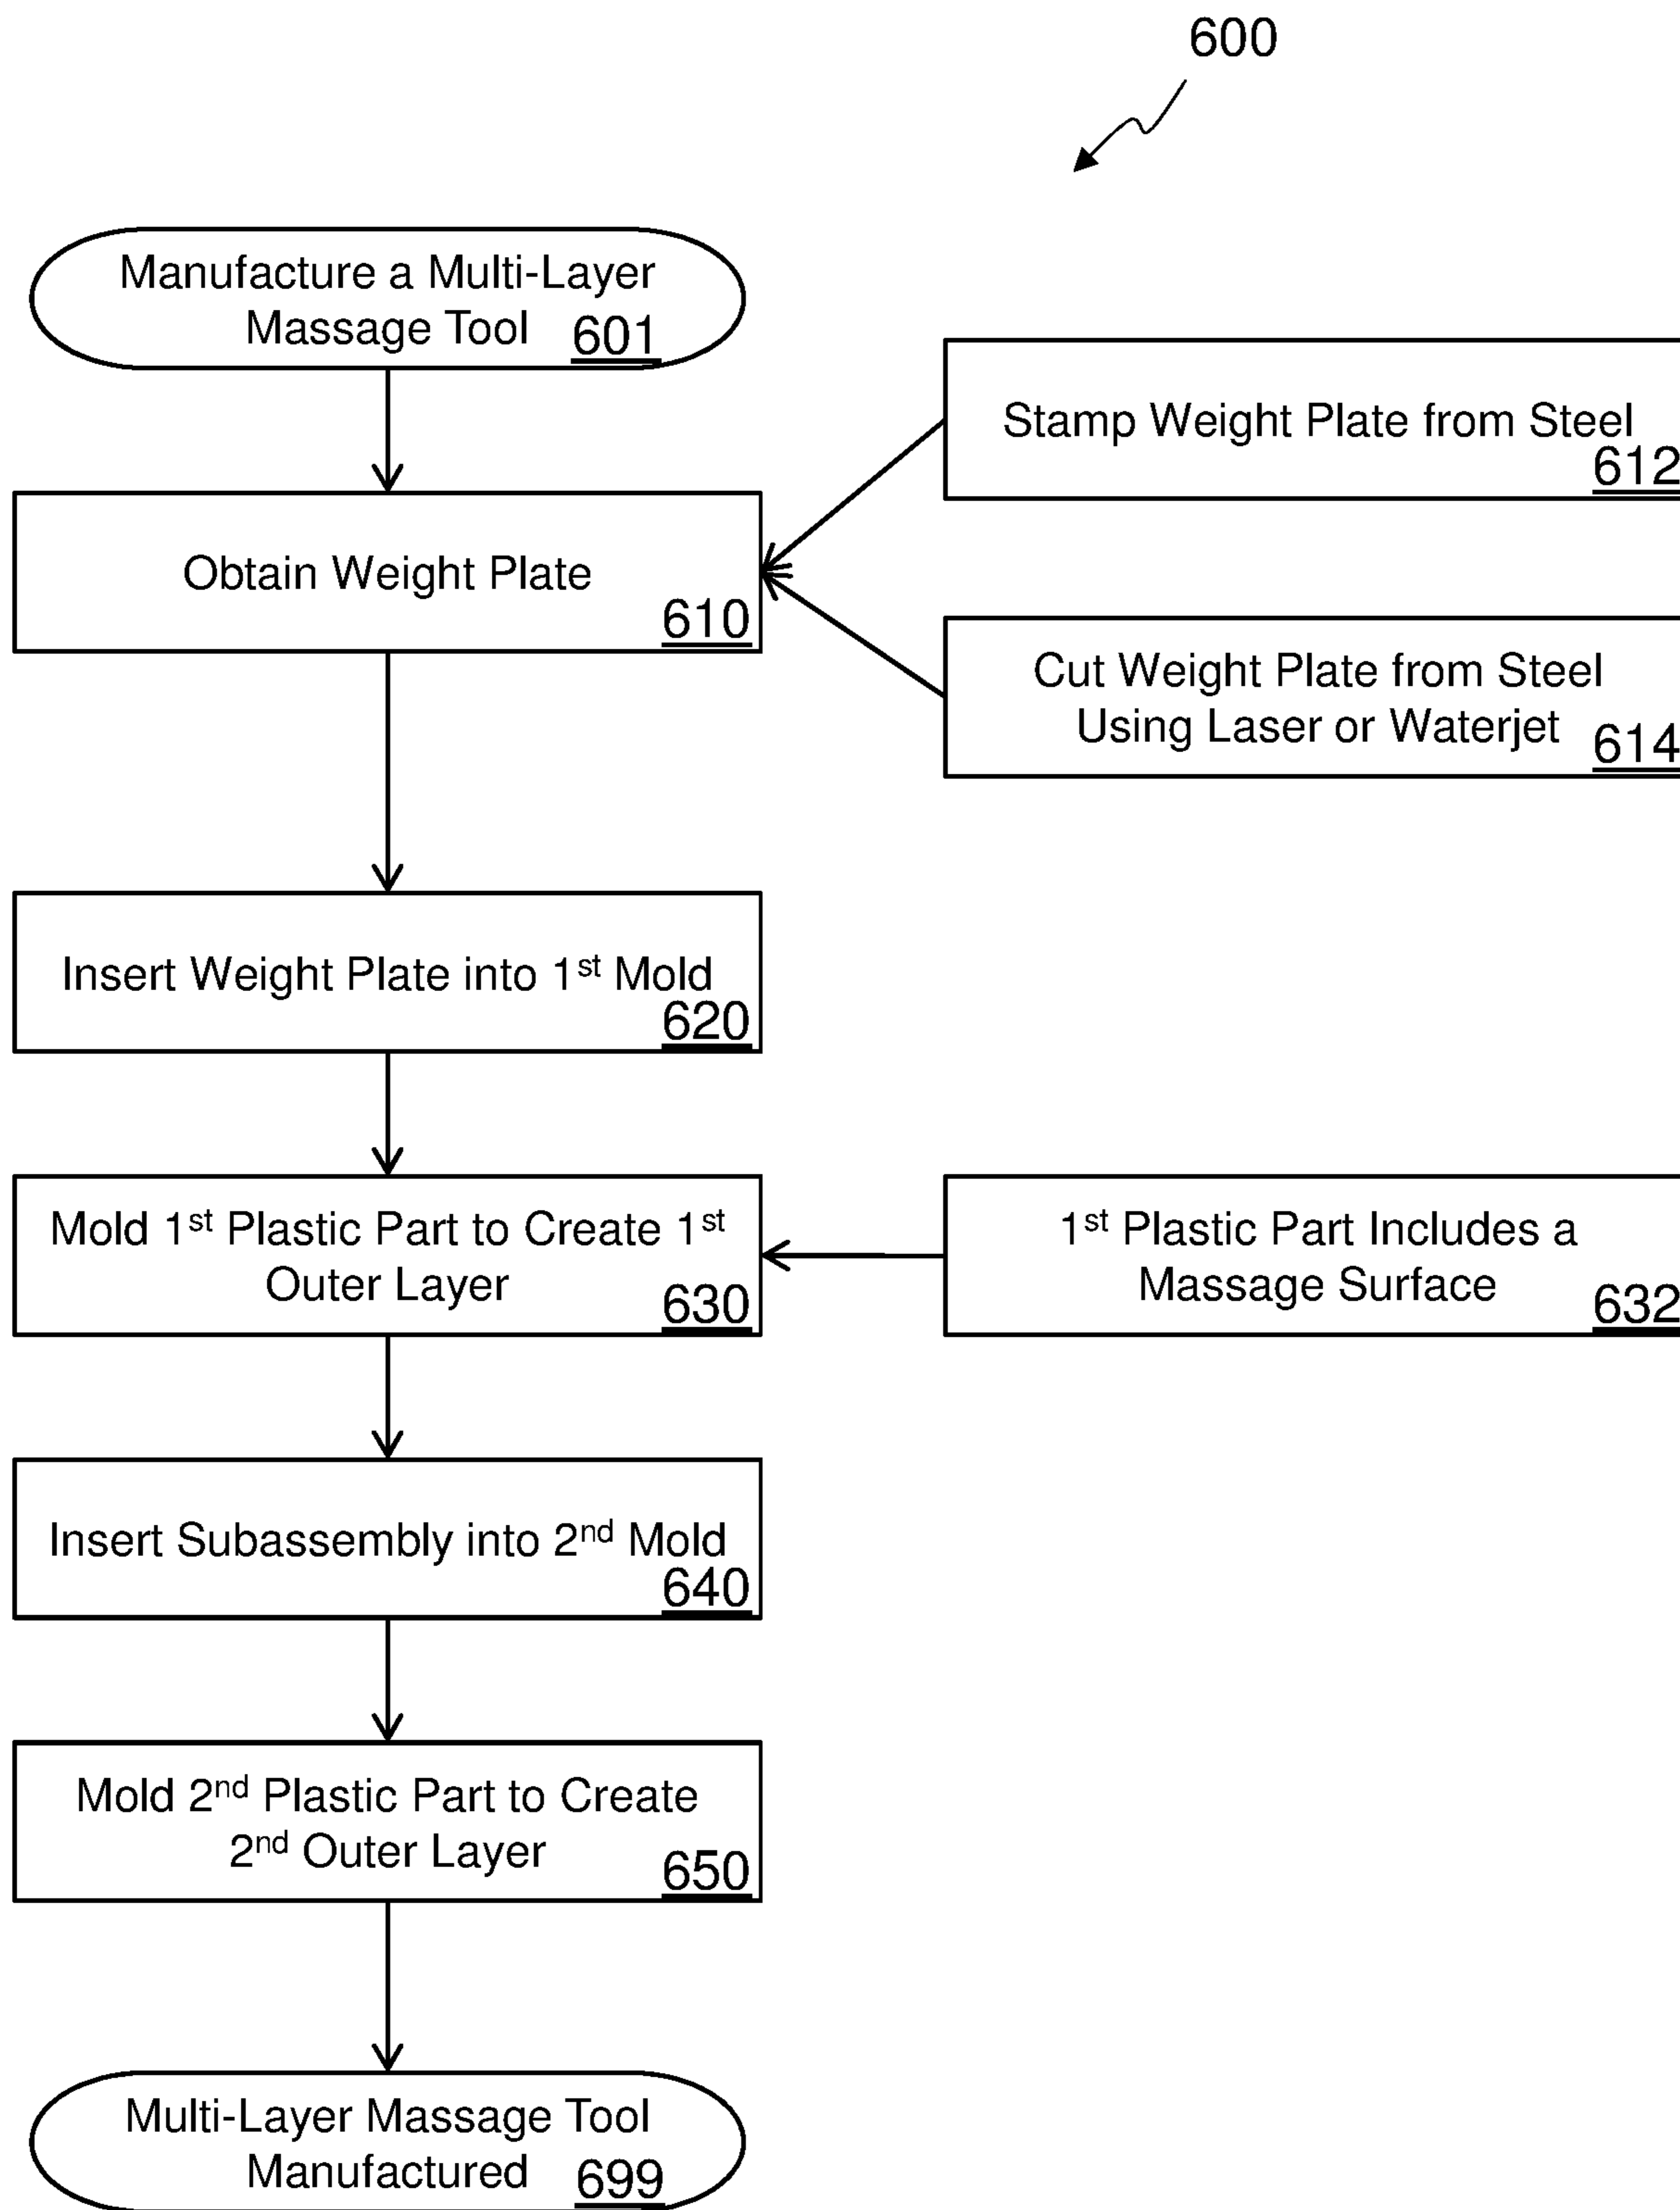 600
Manufacture a Multi-Layer
Massage Tool 601
Stamp Weight Plate from Steel
612
Obtain Weight Plate
610
Cut Weight Plate from Steel
Using Laser or Waterjet 614
Insert Weight Plate into 1st Mold
620
Mold 1st Plastic Part to Create 1st
Outer Layer 630
1st Plastic Part Includes a
Massage Surface 632
Insert Subassembly into 2nd Mold
640
Mold 2nd Plastic Part to Create
2nd Outer Layer 650
Multi-Layer Massage Tool
Manufactured 699